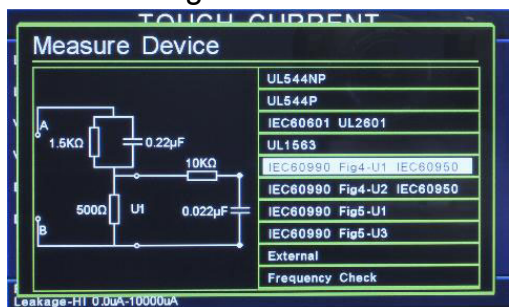 TOUCH CURRENT
Measure Device
UL544NP
UL544P
IEC60601 UL2601
UL1563
IEC60990 Fig4-U1 IEC60950
IEC60990 Fig4-U2 IEC60950
IEC60990 Fig5-U1
IEC60990 Fig5-U3
External
Frequency Check
A
1.5KΩ
0.22μF
10KΩ
500Ω
U1
0.022μF
B
Leakage-HI 0.0uA-10000uA